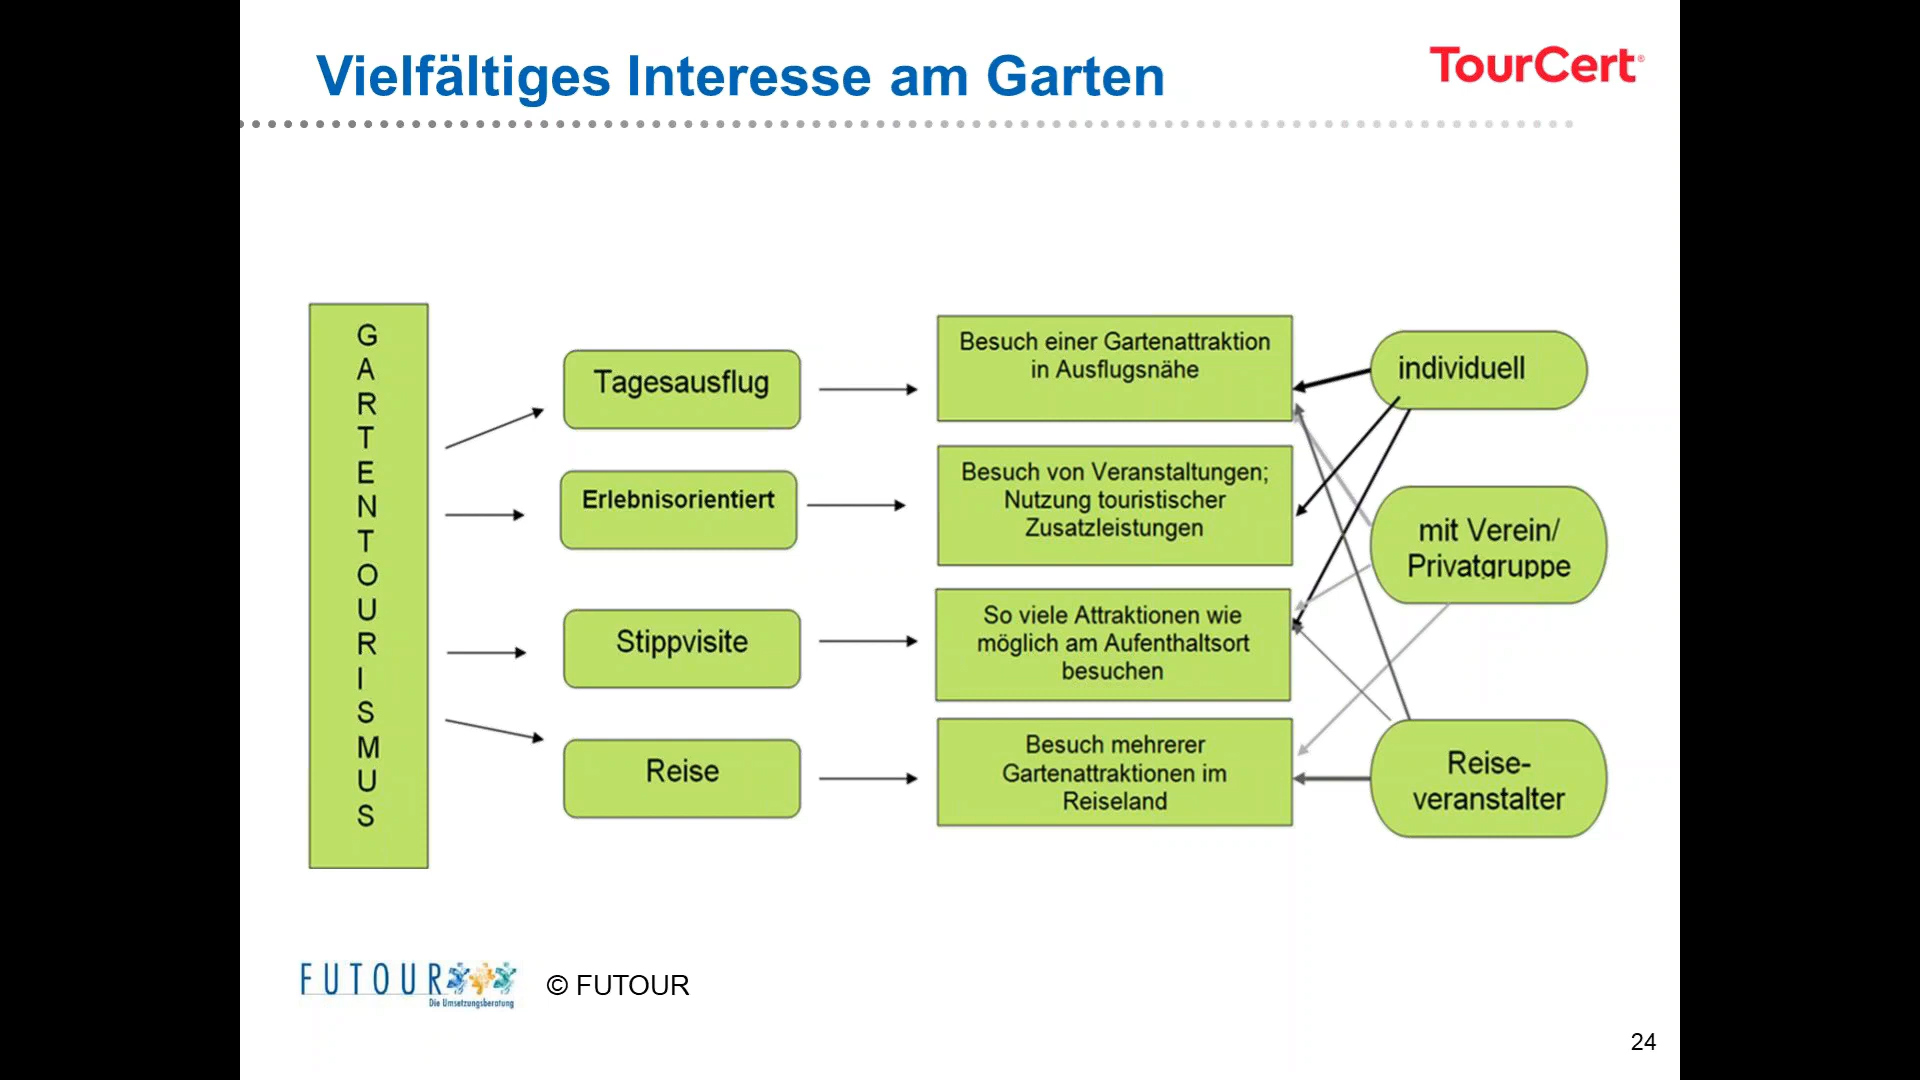 Vielfältiges Interesse am Garten
TourCert®
GARTENTOURISMUS
Tagesausflug
Erlebnisorientiert
Stippvisite
Reise
Besuch einer Gartenattraktion
in Ausflugsnähe
Besuch von Veranstaltungen;
Nutzung touristischer
Zusatzleistungen
So viele Attraktionen wie
möglich am Aufenthaltsort
besuchen
Besuch mehrerer
Gartenattraktionen im
Reiseland
individuell
mit Verein/
Privatgruppe
Reise-
veranstalter
FUTOUR
Die Umsetzungsberatung
© FUTOUR
24